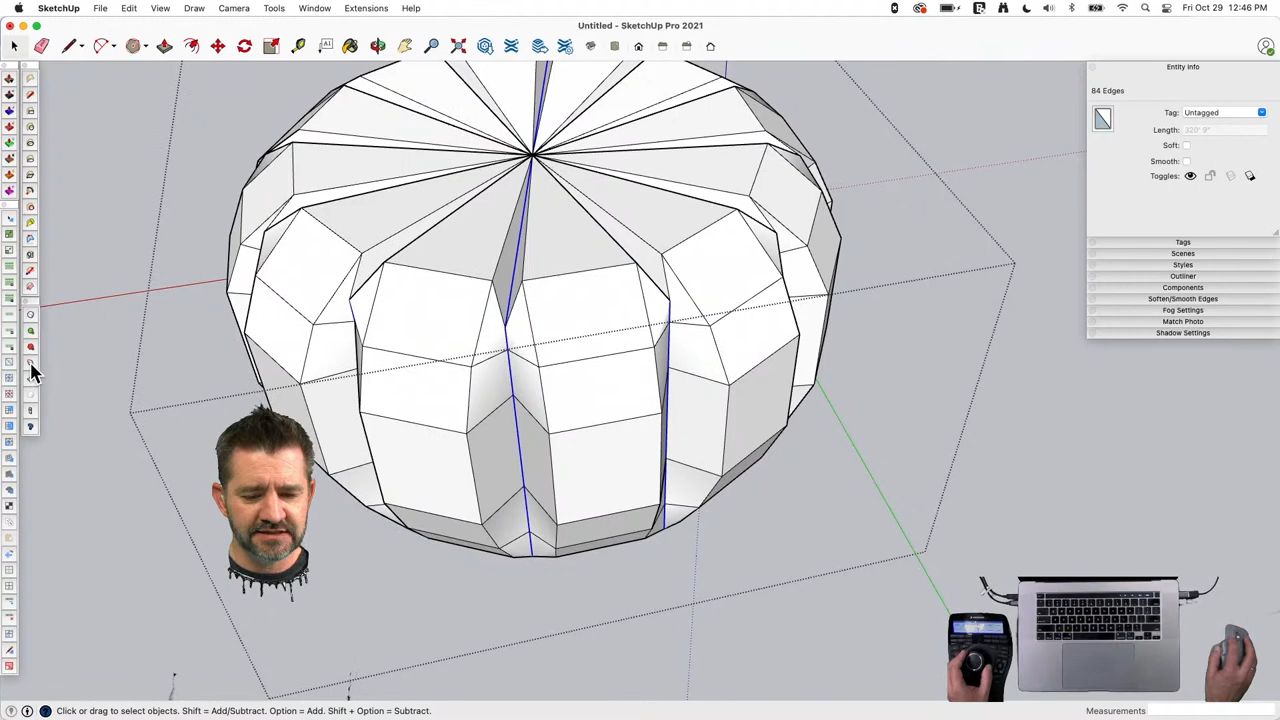 SketchUp File Edit View Draw Camera Tools Window Extensions Help Fri Oct 29 12:46 PM
Untitled - SketchUp Pro 2021
Entity Info
84 Edges
Tag: Untagged
Length: 320' 9"
Soft:
Smooth:
Toggles:
Tags
Scenes
Styles
Outliner
Components
Soften/Smooth Edges
Fog Settings
Match Photo
Shadow Settings
Click or drag to select objects. Shift = Add/Subtract. Option = Add. Shift + Option = Subtract. Measurements